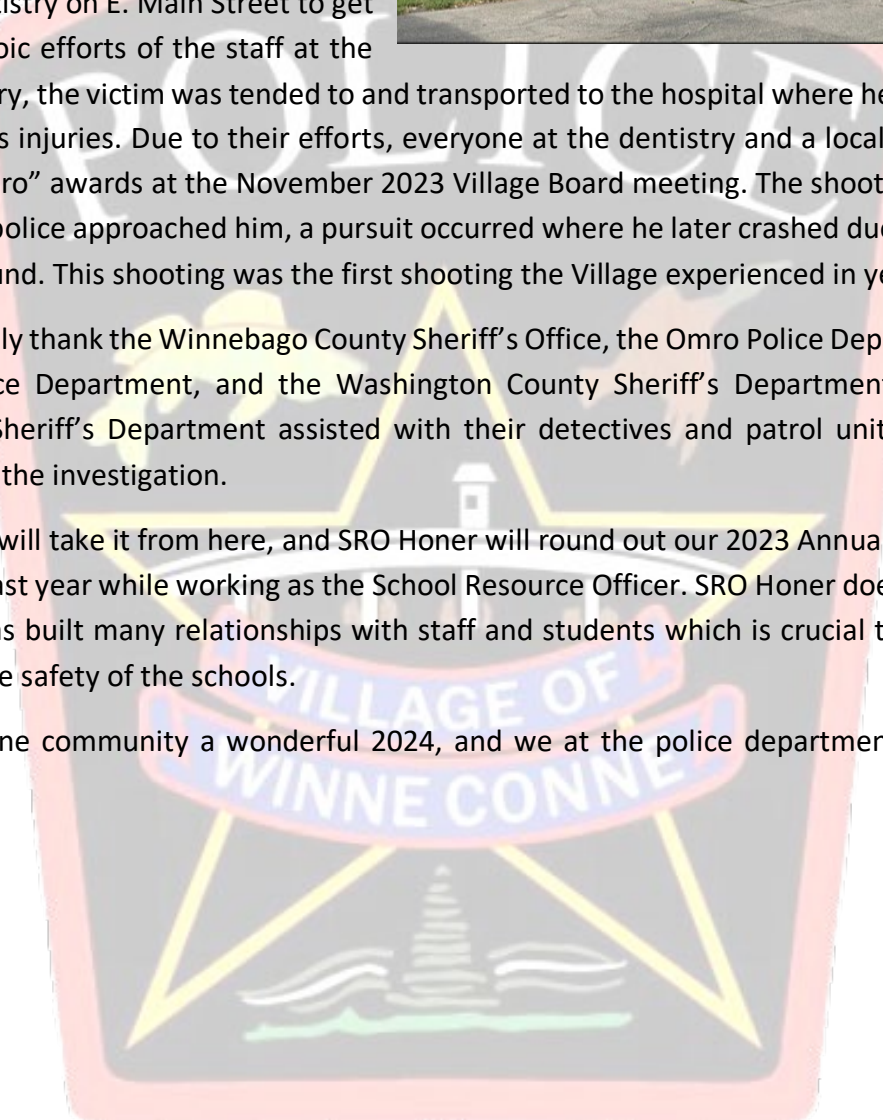 tistry on E. Main Street to get
oic efforts of the staff at the
ry, the victim was tended to and transported to the hospital where he
s injuries. Due to their efforts, everyone at the dentistry and a local
ro” awards at the November 2023 Village Board meeting. The shoot
police approached him, a pursuit occurred where he later crashed du
und. This shooting was the first shooting the Village experienced in ye
ly thank the Winnebago County Sheriff’s Office, the Omro Police Dep
ce Department, and the Washington County Sheriff’s Department
Sheriff’s Department assisted with their detectives and patrol unit
the investigation.
will take it from here, and SRO Honer will round out our 2023 Annua
ast year while working as the School Resource Officer. SRO Honer doe
as built many relationships with staff and students which is crucial t
e safety of the schools.
ne community a wonderful 2024, and we at the police departmen
POLICE
VILLAGE OF
WINNECONNE